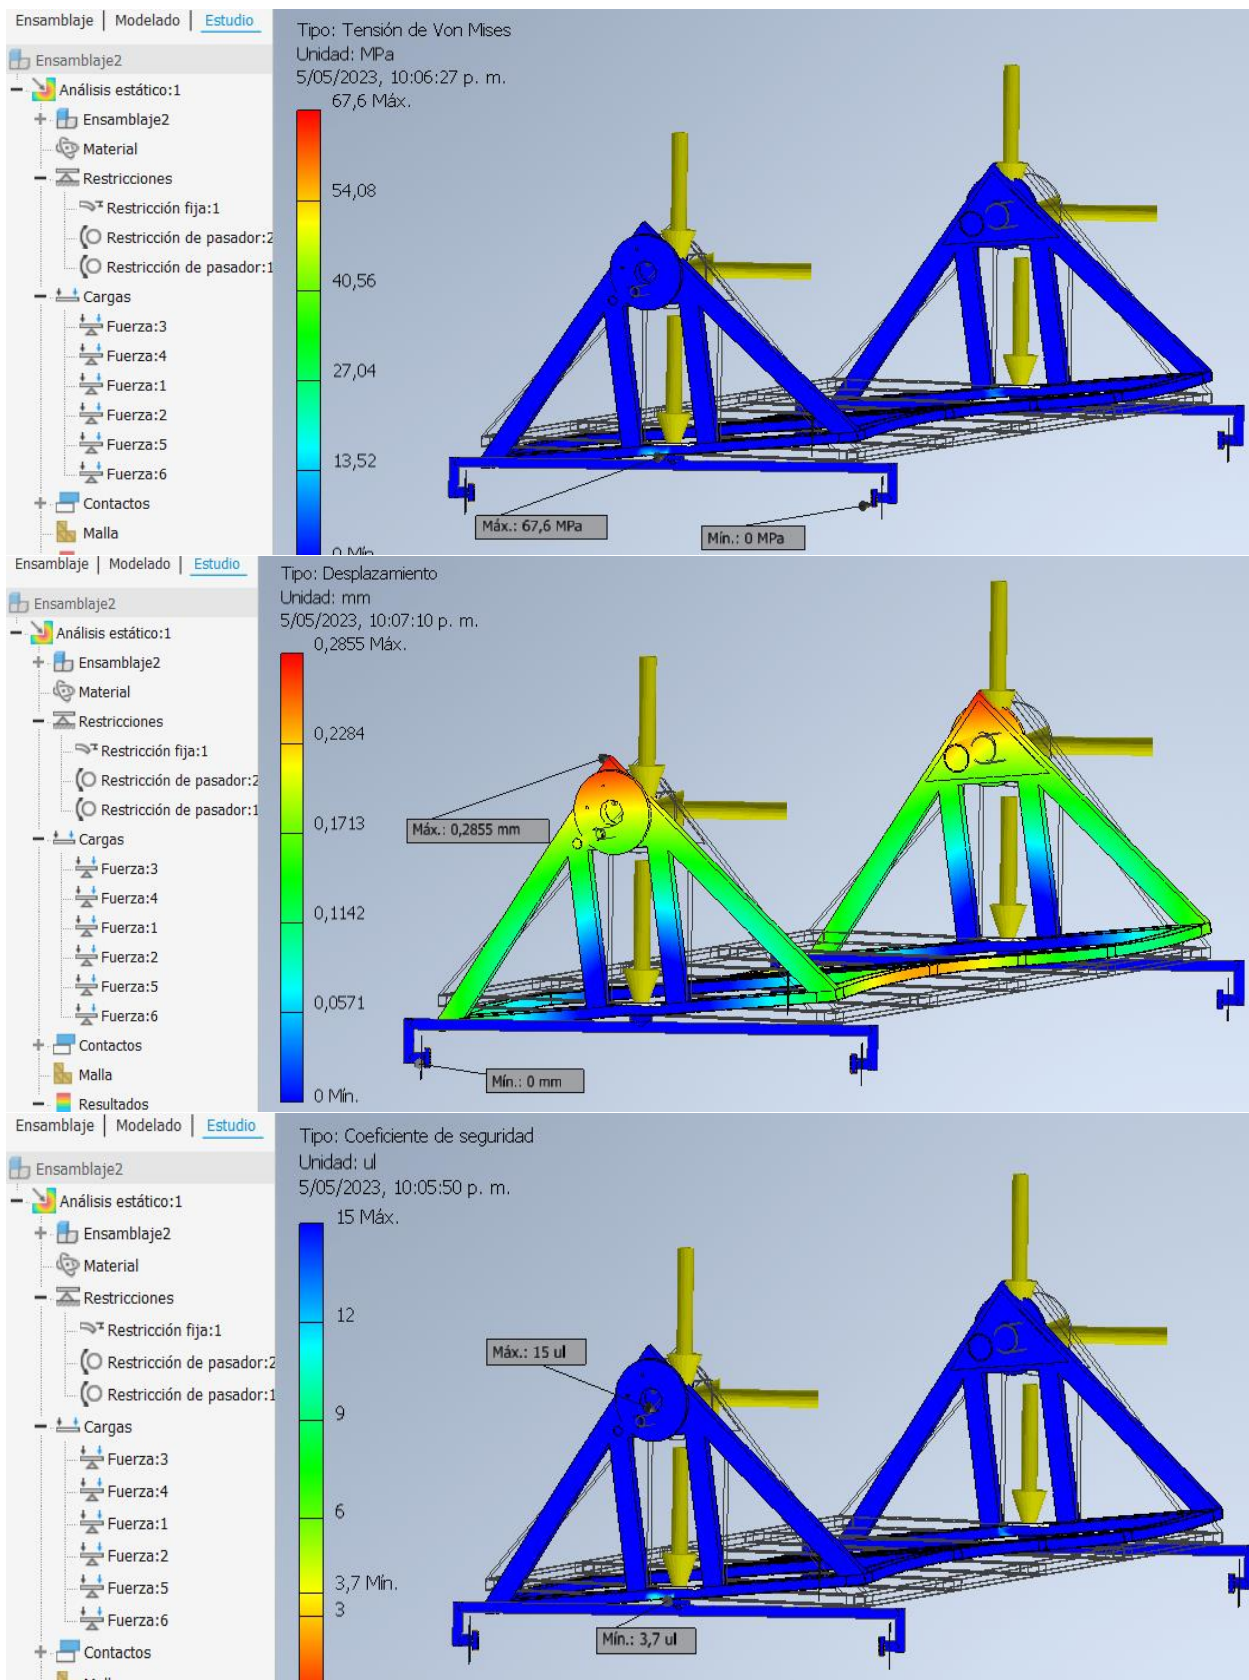 Ensamblaje | Modelado | Estudio
Ensamblaje2
Análisis estático:1
Ensamblaje2
Material
Restricciones
Restricción fija:1
Restricción de pasador:2
Restricción de pasador:1
Cargas
Fuerza:3
Fuerza:4
Fuerza:1
Fuerza:2
Fuerza:5
Fuerza:6
Contactos
Malla
Tipo: Tensión de Von Mises
Unidad: MPa
5/05/2023, 10:06:27 p. m.
67,6 Máx.
54,08
40,56
27,04
13,52
0 Mín.
Máx.: 67,6 MPa
Mín.: 0 MPa
Ensamblaje | Modelado | Estudio
Ensamblaje2
Análisis estático:1
Ensamblaje2
Material
Restricciones
Restricción fija:1
Restricción de pasador:2
Restricción de pasador:1
Cargas
Fuerza:3
Fuerza:4
Fuerza:1
Fuerza:2
Fuerza:5
Fuerza:6
Contactos
Malla
Resultados
Tipo: Desplazamiento
Unidad: mm
5/05/2023, 10:07:10 p. m.
0,2855 Máx.
0,2284
0,1713
0,1142
0,0571
0 Mín.
Máx.: 0,2855 mm
Mín.: 0 mm
Ensamblaje | Modelado | Estudio
Ensamblaje2
Análisis estático:1
Ensamblaje2
Material
Restricciones
Restricción fija:1
Restricción de pasador:2
Restricción de pasador:1
Cargas
Fuerza:3
Fuerza:4
Fuerza:1
Fuerza:2
Fuerza:5
Fuerza:6
Contactos
Tipo: Coeficiente de seguridad
Unidad: ul
5/05/2023, 10:05:50 p. m.
15 Máx.
12
9
6
3,7 Mín.
3
Máx.: 15 ul
Mín.: 3,7 ul